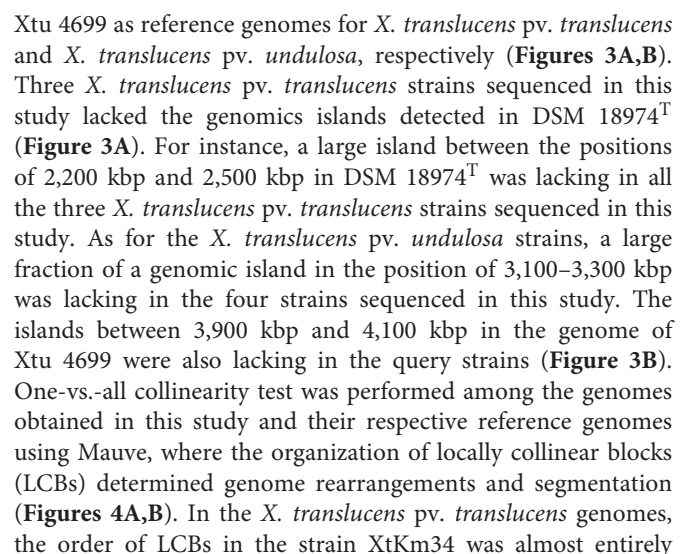 Xtu 4699 as reference genomes for X. translucens pv. translucens
and X. translucens pv. undulosa, respectively (Figures 3A,B).
Three X. translucens pv. translucens strains sequenced in this
study lacked the genomics islands detected in DSM 18974T
(Figure 3A). For instance, a large island between the positions
of 2,200 kbp and 2,500 kbp in DSM 18974T was lacking in all
the three X. translucens pv. translucens strains sequenced in this
study. As for the X. translucens pv. undulosa strains, a large
fraction of a genomic island in the position of 3,100–3,300 kbp
was lacking in the four strains sequenced in this study. The
islands between 3,900 kbp and 4,100 kbp in the genome of
Xtu 4699 were also lacking in the query strains (Figure 3B).
One-vs.-all collinearity test was performed among the genomes
obtained in this study and their respective reference genomes
using Mauve, where the organization of locally collinear blocks
(LCBs) determined genome rearrangements and segmentation
(Figures 4A,B). In the X. translucens pv. translucens genomes,
the order of LCBs in the strain XtKm34 was almost entirely